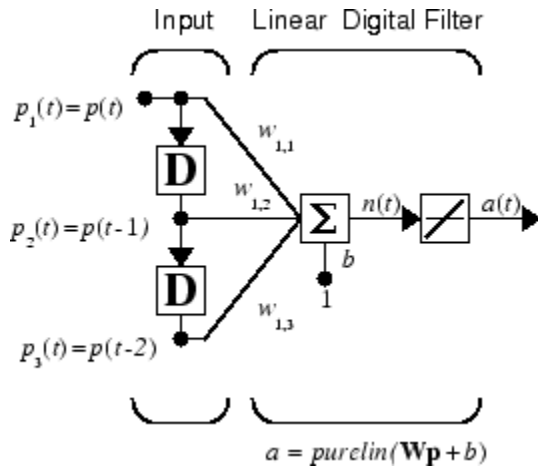 Input Linear Digital Filter
p₁(t)=p(t)
w₁,₁
D
w₁,₂
p₂(t)=p(t-1)
Σ n(t) a(t)
b
1
D
w₁,₃
p₃(t)=p(t-2)
a = purelin(Wp+b)